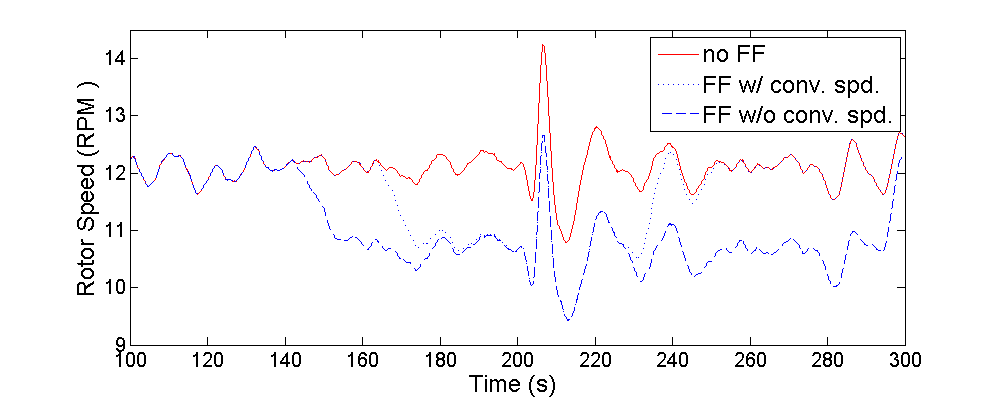 14
13
12
11
10
9
Rotor Speed (RPM )
no FF
FF w/ conv. spd.
FF w/o conv. spd.
100 120 140 160 180 200 220 240 260 280 300
Time (s)